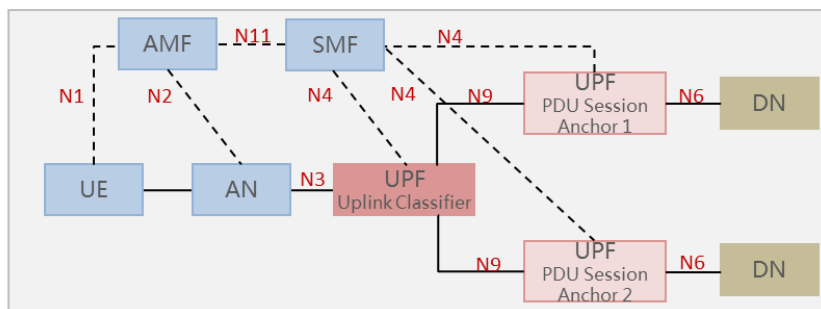 AMF
N11
SMF
N4
N1
N2
N4
N4
N9
UPF
PDU Session
Anchor 1
N6
DN
UE
AN
N3
UPF
Uplink Classifier
N9
UPF
PDU Session
Anchor 2
N6
DN